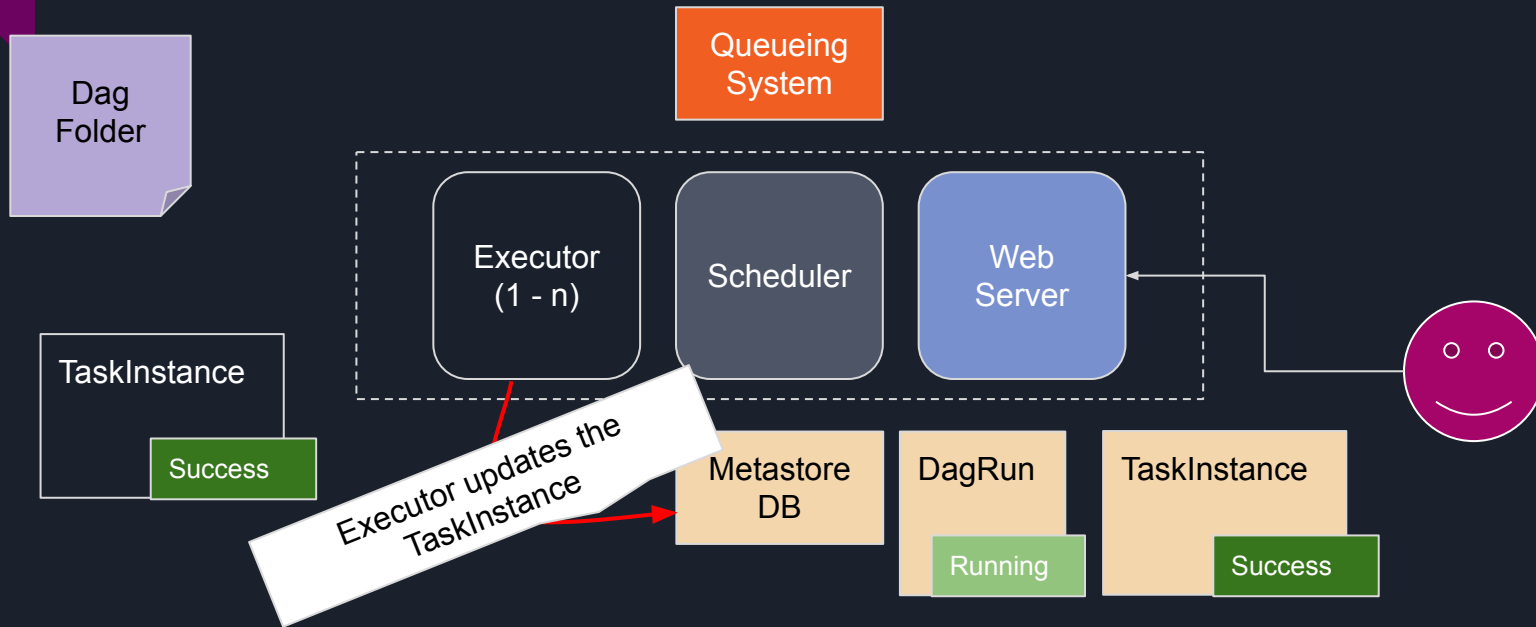 Queueing
System
Dag
Folder
Executor
(1 - n)
Scheduler
Web
Server
TaskInstance
Success
Executor updates the
TaskInstance
Metastore
DB
DagRun
Running
TaskInstance
Success